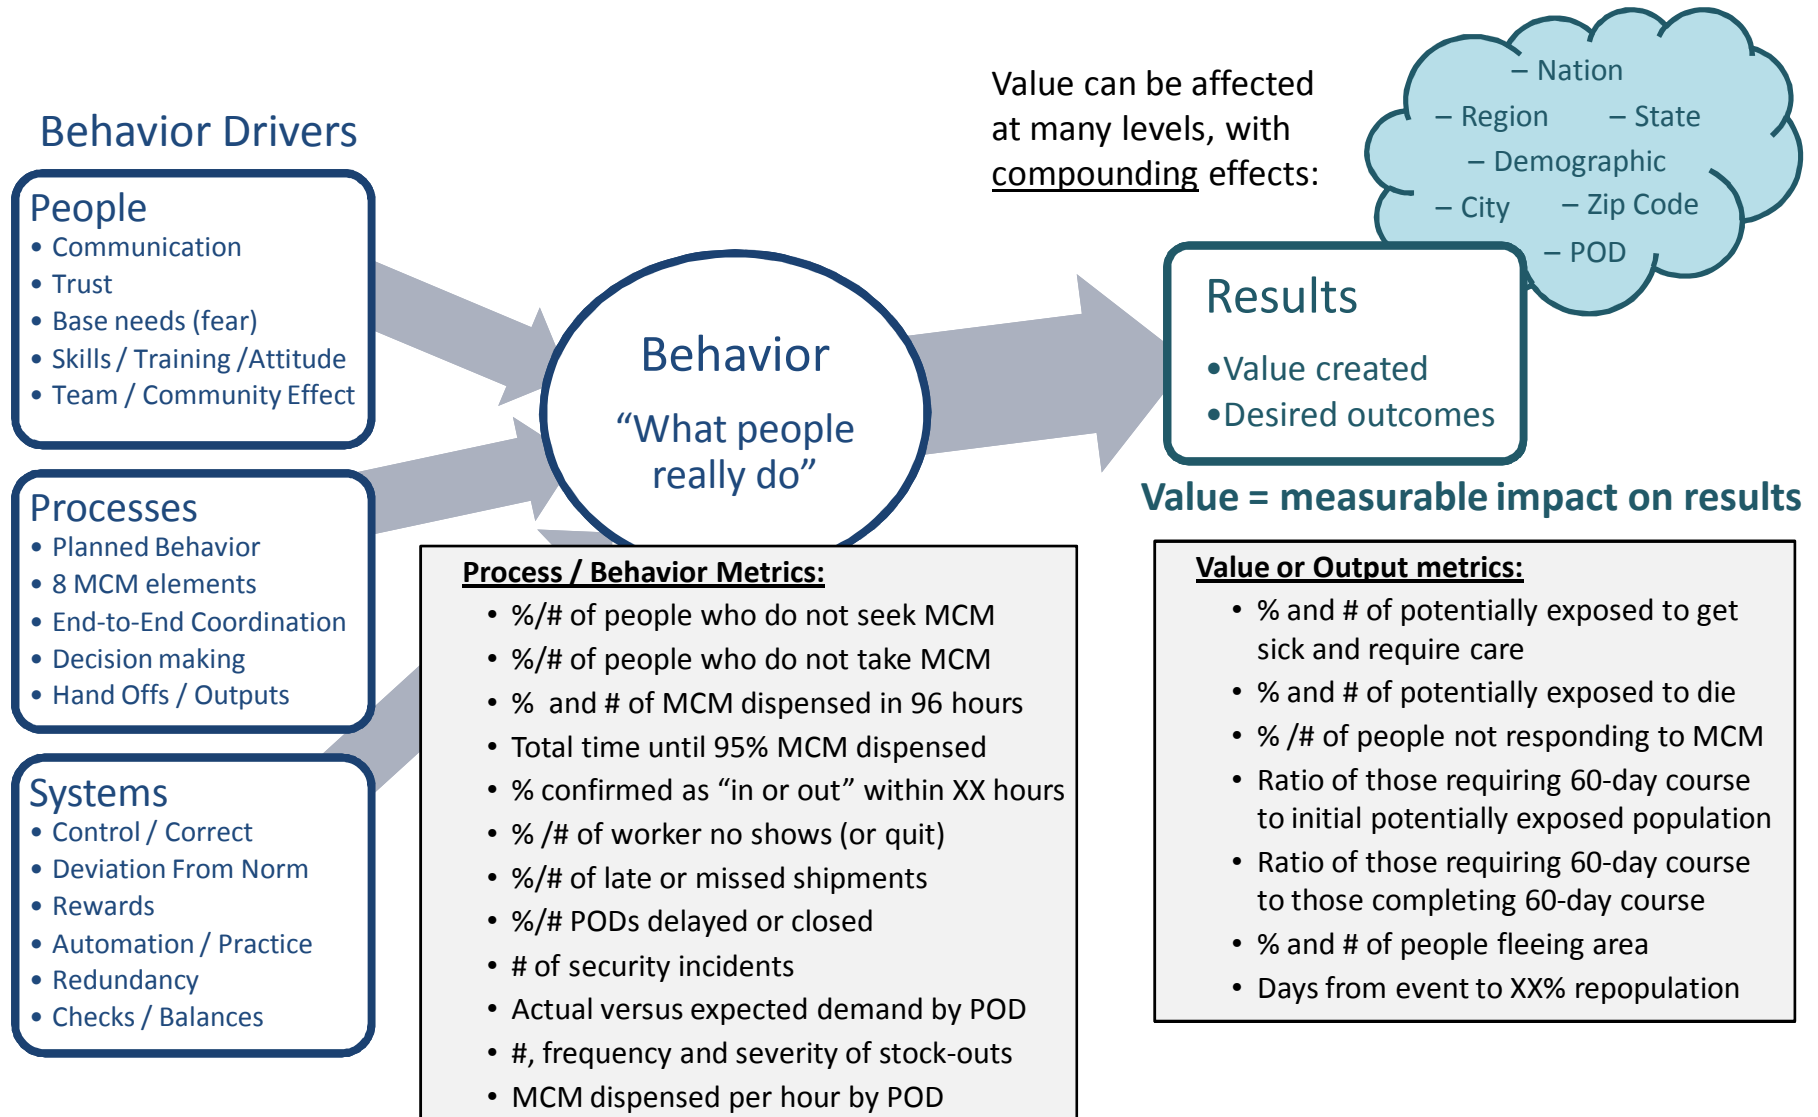 Behavior Drivers
People
• Communication
• Trust
• Base needs (fear)
• Skills / Training /Attitude
• Team / Community Effect
Processes
• Planned Behavior
• 8 MCM elements
• End-to-End Coordination
• Decision making
• Hand Offs / Outputs
Systems
• Control / Correct
• Deviation From Norm
• Rewards
• Automation / Practice
• Redundancy
• Checks / Balances
Behavior
“What people
really do”
Value can be affected
at many levels, with
compounding effects:
– Nation
– Region – State
– Demographic
– City – Zip Code
– POD
Results
•Value created
•Desired outcomes
Value = measurable impact on results
Process / Behavior Metrics:
• %/# of people who do not seek MCM
• %/# of people who do not take MCM
• % and # of MCM dispensed in 96 hours
• Total time until 95% MCM dispensed
• % confirmed as “in or out” within XX hours
• % /# of worker no shows (or quit)
• %/# of late or missed shipments
• %/# PODs delayed or closed
• # of security incidents
• Actual versus expected demand by POD
• #, frequency and severity of stock-outs
• MCM dispensed per hour by POD
Value or Output metrics:
• % and # of potentially exposed to get
sick and require care
• % and # of potentially exposed to die
• % /# of people not responding to MCM
• Ratio of those requiring 60-day course
to initial potentially exposed population
• Ratio of those requiring 60-day course
to those completing 60-day course
• % and # of people fleeing area
• Days from event to XX% repopulation